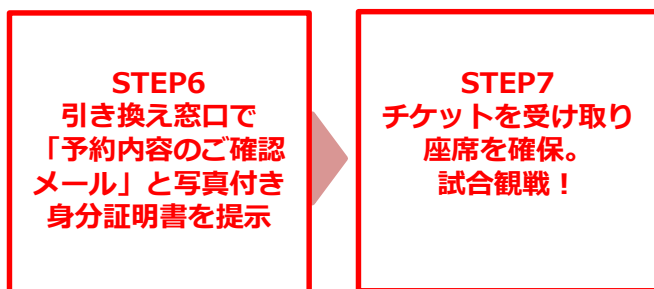 STEP6
引き換え窓口で
「予約内容のご確認
メール」と写真付き
身分証明書を提示
STEP7
チケットを受け取り
座席を確保。
試合観戦！